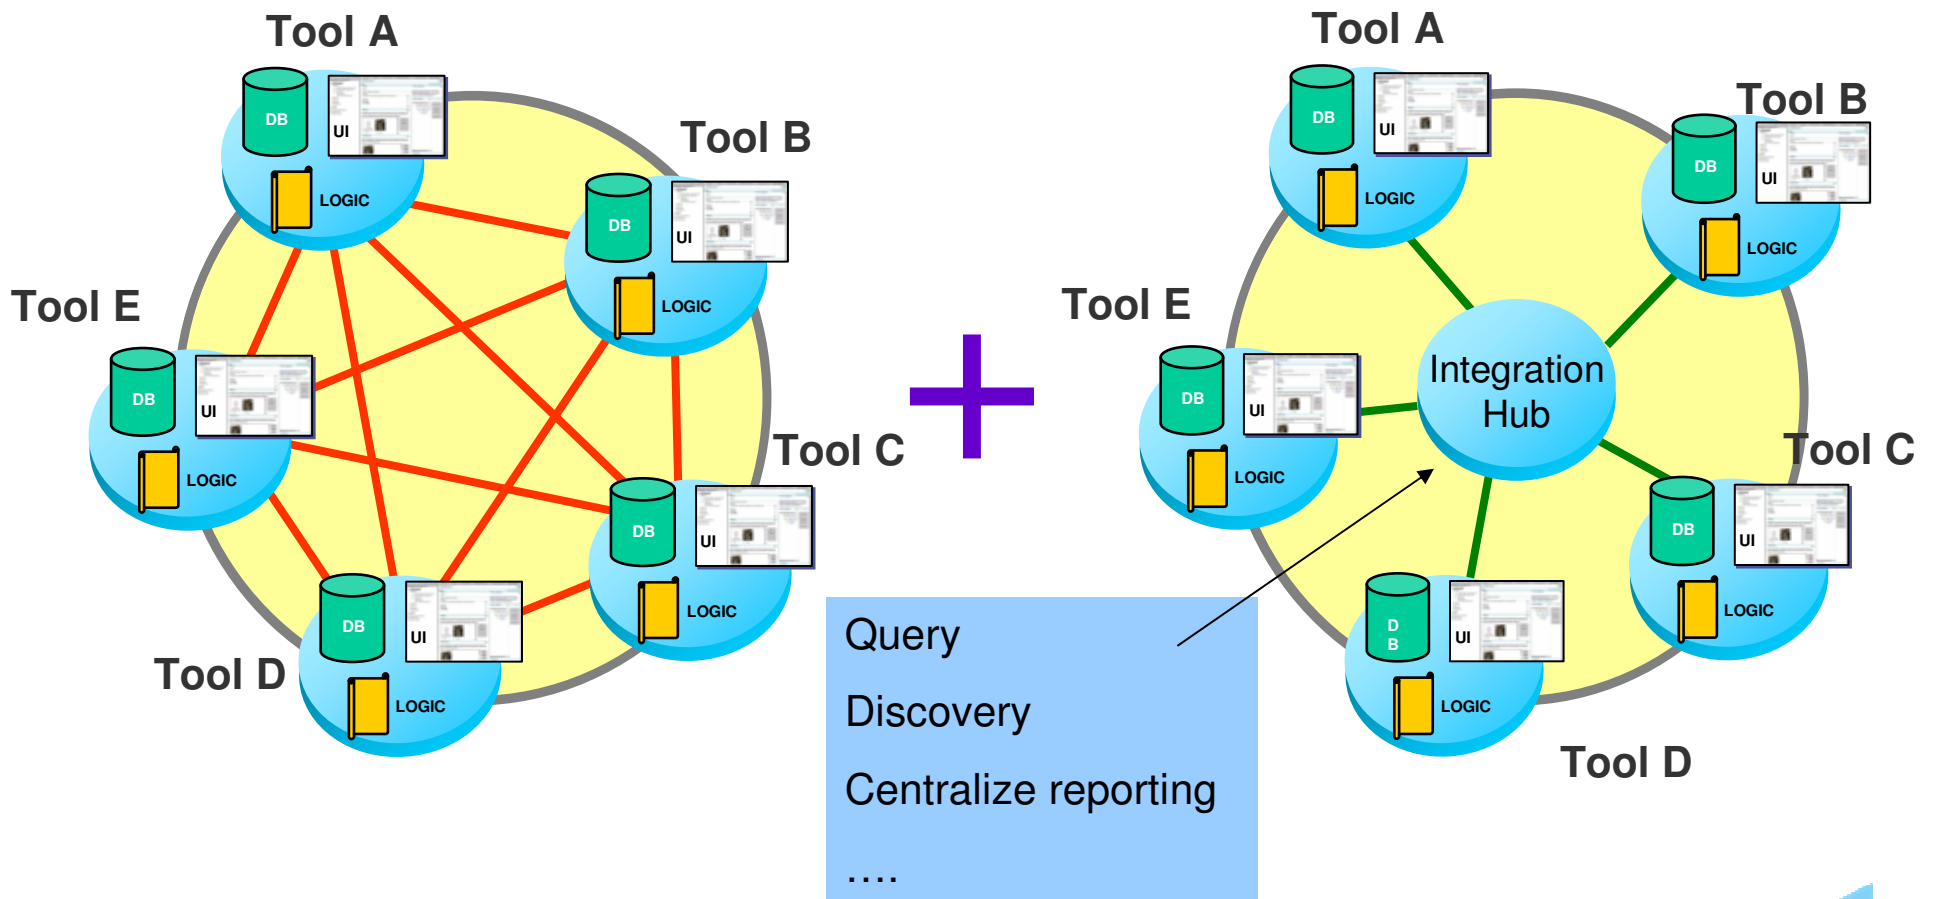 Tool A
DB
UI
LOGIC
Tool B
DB
UI
LOGIC
Tool E
DB
UI
LOGIC
Tool C
DB
UI
LOGIC
Tool D
DB
UI
LOGIC
Tool A
DB
UI
LOGIC
Tool B
DB
UI
LOGIC
Tool E
DB
UI
LOGIC
Integration
Hub
Tool C
DB
UI
LOGIC
D
B
UI
LOGIC
Tool D
Query
Discovery
Centralize reporting
....